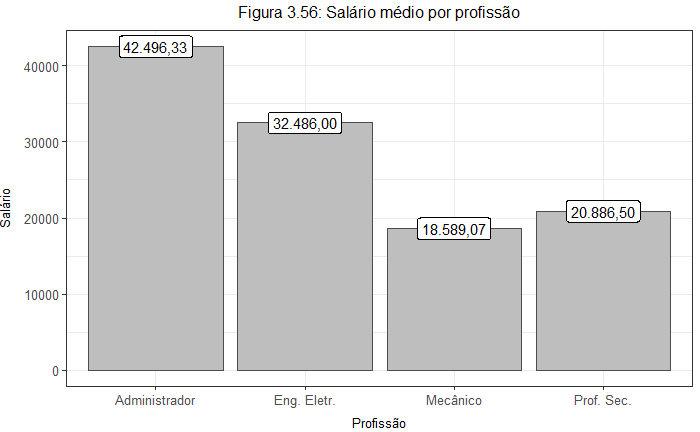 Figura 3.56: Salário médio por profissão
Salário
40000
30000
20000
10000
0
42.496,33
32.486,00
18.589,07
20.886,50
Administrador
Eng. Eletr.
Mecânico
Prof. Sec.
Profissão